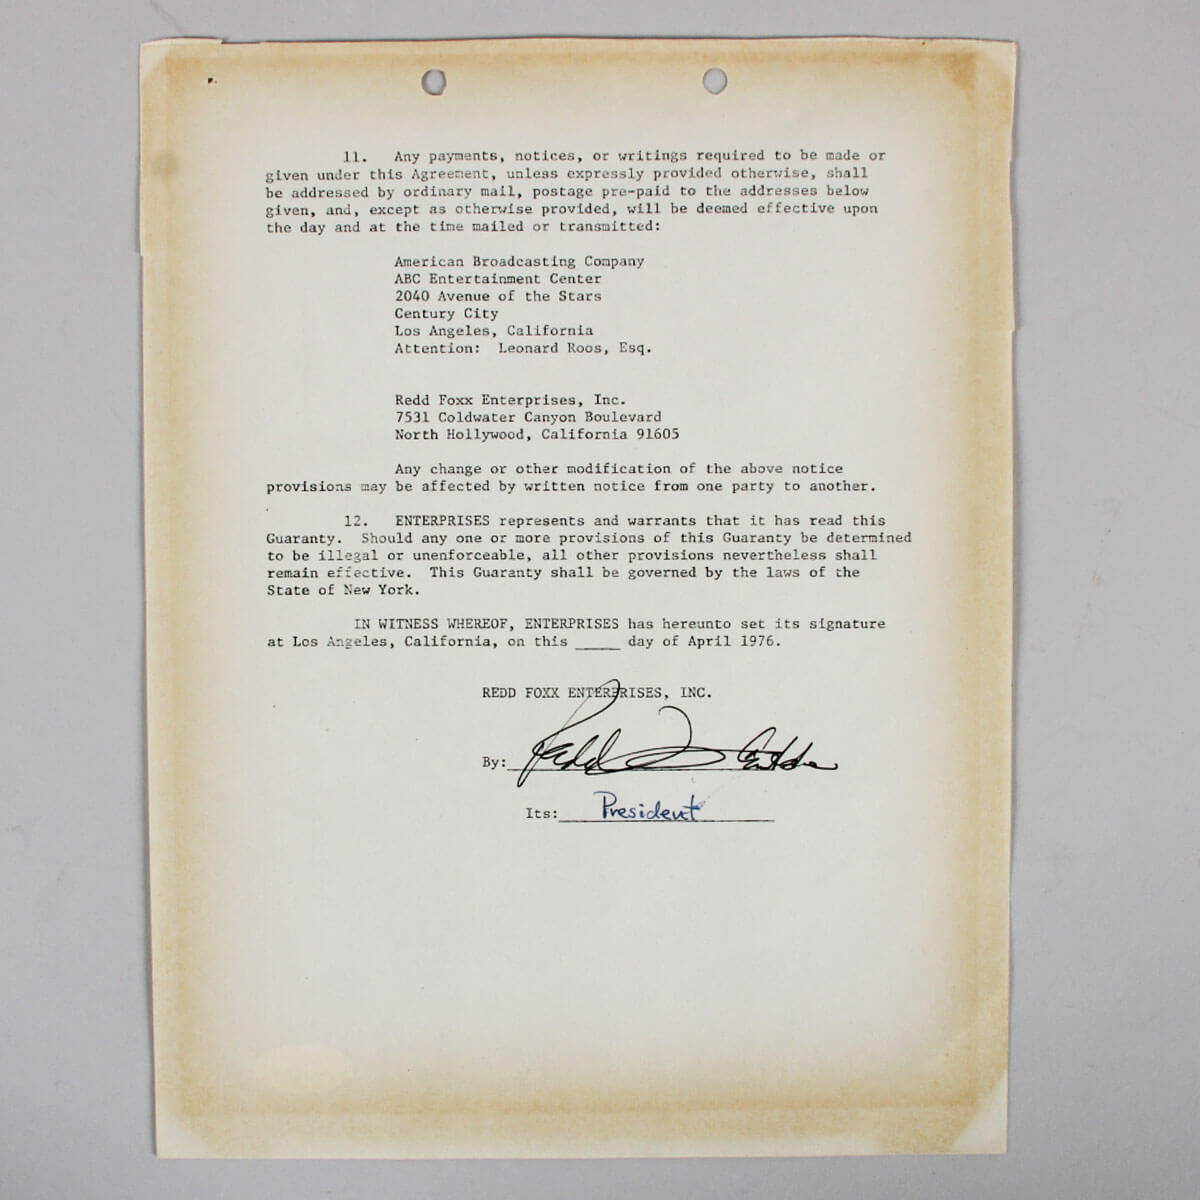 11. Any payments, notices, or writings required to be made or
given under this Agreement, unless expressly provided otherwise, shall
be addressed by ordinary mail, postage pre-paid to the addresses below
given, and, except as otherwise provided, will be deemed effective upon
the day and at the time mailed or transmitted:
American Broadcasting Company
ABC Entertainment Center
2040 Avenue of the Stars
Century City
Los Angeles, California
Attention: Leonard Roos, Esq.
Redd Foxx Enterprises, Inc.
7531 Coldwater Canyon Boulevard
North Hollywood, California 91605
Any change or other modification of the above notice
provisions may be affected by written notice from one party to another.
12. ENTERPRISES represents and warrants that it has read this
Guaranty. Should any one or more provisions of this Guaranty be determined
to be illegal or unenforceable, all other provisions nevertheless shall
remain effective. This Guaranty shall be governed by the laws of the
State of New York.
IN WITNESS WHEREOF, ENTERPRISES has hereunto set its signature
at Los Angeles, California, on this _____ day of April 1976.
REDD FOXX ENTERPRISES, INC.
By: Redd
Its: President